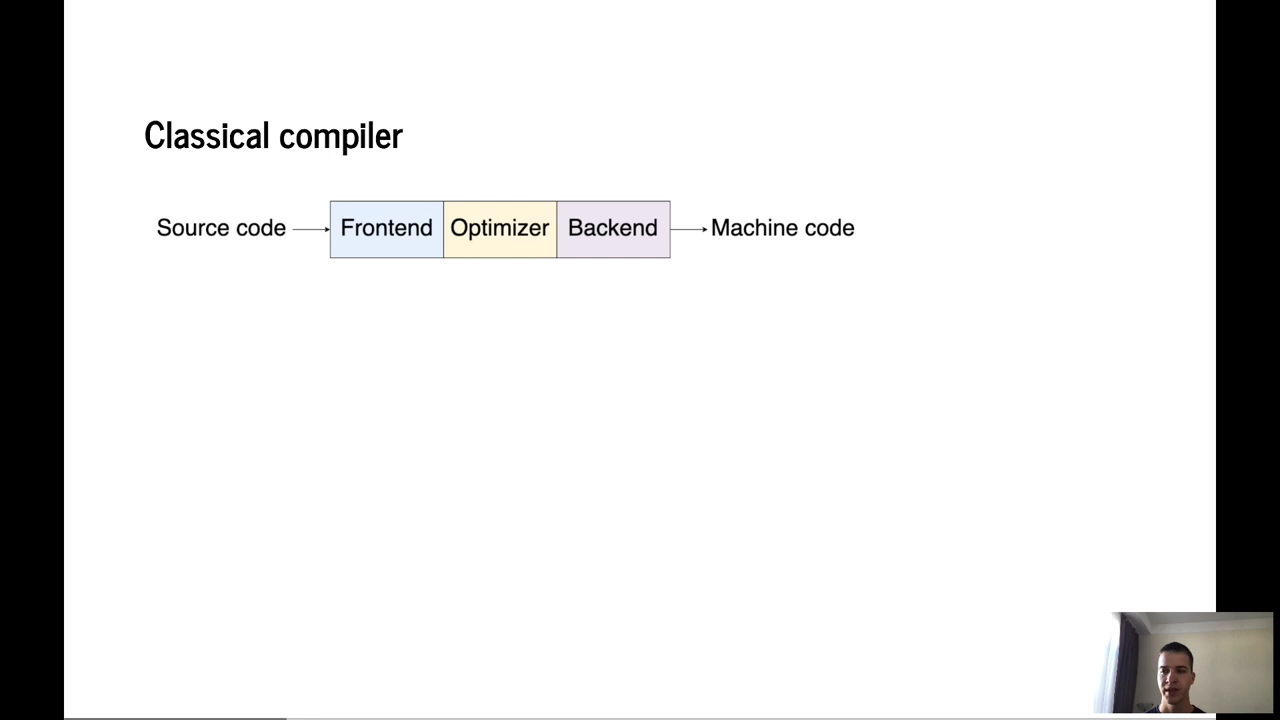 Classical compiler
Source code Frontend Optimizer Backend Machine code